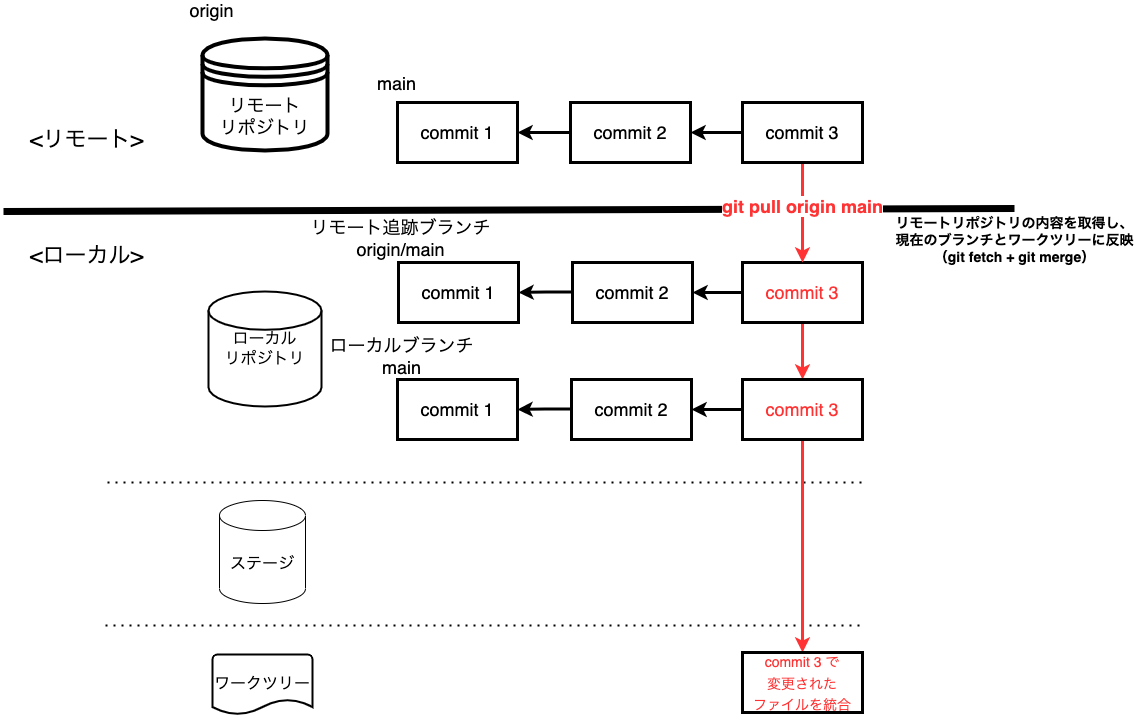 origin
リモート
リポジトリ
main
commit 1
commit 2
commit 3
<リモート>
git pull origin main
リモートリポジトリの内容を取得し、
現在のブランチとワークツリーに反映
（git fetch + git merge）
<ローカル>
リモート追跡ブランチ
origin/main
commit 1
commit 2
commit 3
ローカル
リポジトリ
ローカルブランチ
main
commit 1
commit 2
commit 3
ステージ
ワークツリー
commit 3 で
変更された
ファイルを統合